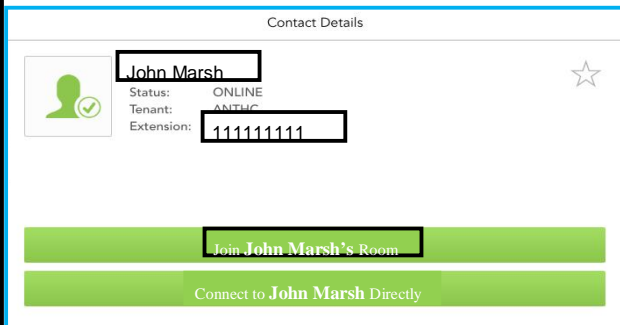 Contact Details
John Marsh
Status: ONLINE
Tenant: ANTHC
Extension: 111111111
Join John Marsh's Room
Connect to John Marsh Directly